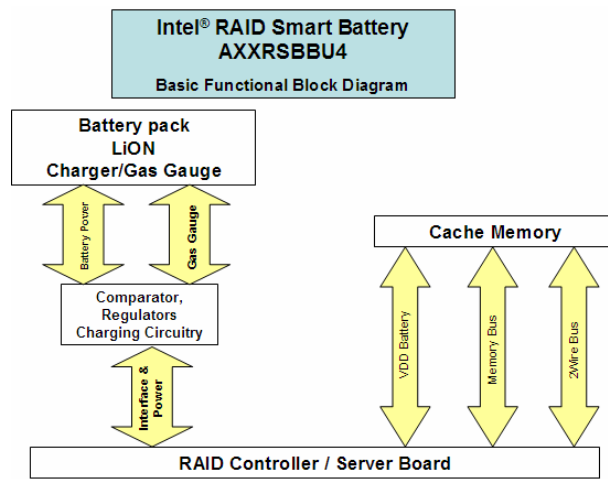 Intel® RAID Smart Battery
AXXRSBBU4
Basic Functional Block Diagram
Battery pack
LiON
Charger/Gas Gauge
Battery Power
Gas Gauge
Cache Memory
Comparator,
Regulators
Charging Circuitry
VDD Battery
Memory Bus
2Wire Bus
Interface &
Power
RAID Controller / Server Board